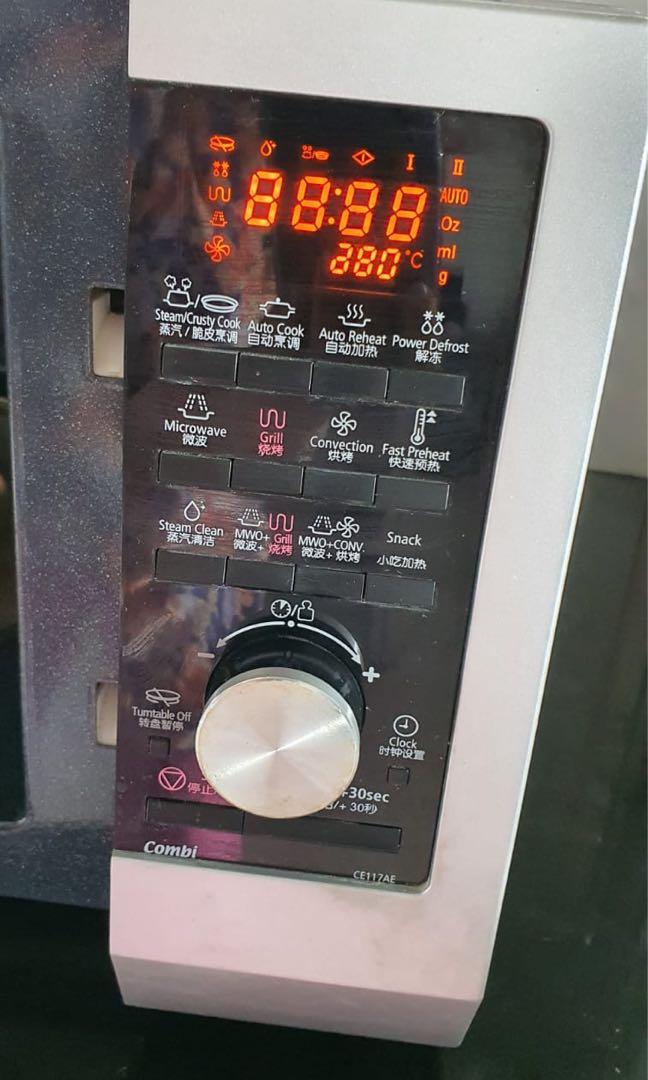 I II
88:88 AUTO
Oz
ml
280°C g
Steam/Crusty Cook
蒸汽 / 脆皮烹调
Auto Cook
自动烹调
Auto Reheat
自动加热
Power Defrost
解冻
Microwave
微波
Grill
烧烤
Convection
烘烤
Fast Preheat
快速预热
Steam Clean
蒸汽清洁
MWO+ Grill
微波+ 烧烤
MWO+CONV.
微波+ 烘烤
Snack
小吃加热
− +
Turntable Off
转盘暂停
Clock
时钟设置
停止
+30sec
/+ 30秒
Combi
CE117AE